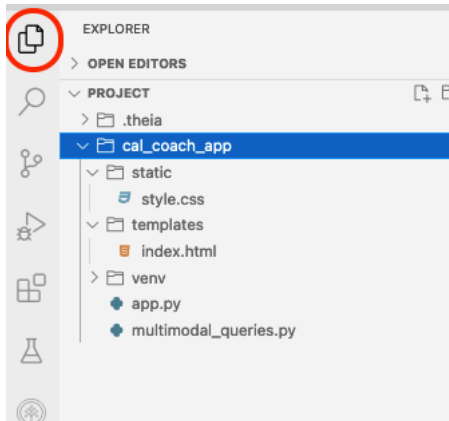 EXPLORER
OPEN EDITORS
PROJECT
.theia
cal_coach_app
static
style.css
templates
index.html
venv
app.py
multimodal_queries.py